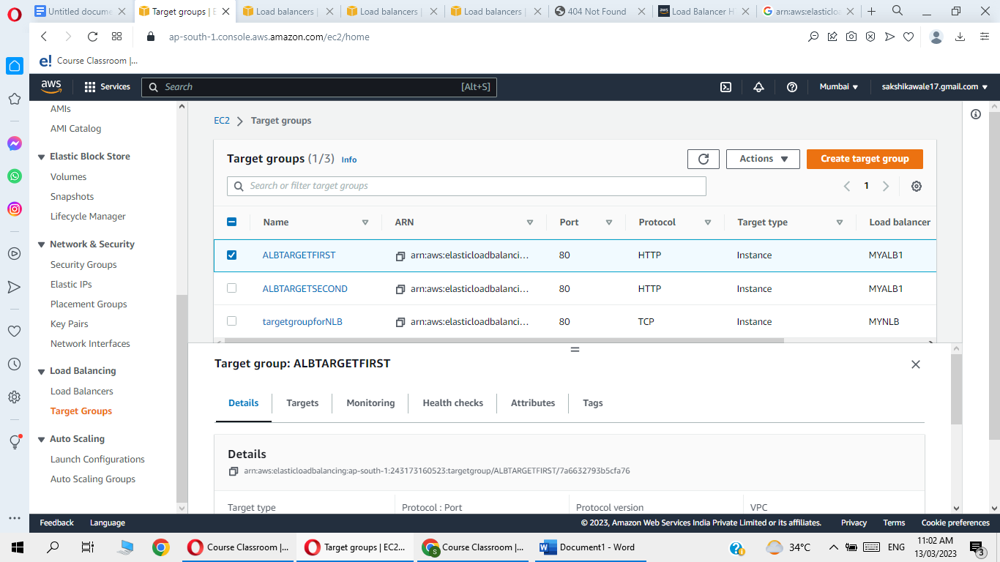 Untitled docume
Target groups | E
Load balancers |
Load balancers |
Load balancers |
404 Not Found
Load Balancer H
arn:aws:elasticloa
ap-south-1.console.aws.amazon.com/ec2/home
e! Course Classroom |...
aws
Services
Search
[Alt+S]
Mumbai
sakshikawale17.gmail.com
AMIs
AMI Catalog
Elastic Block Store
Volumes
Snapshots
Lifecycle Manager
Network & Security
Security Groups
Elastic IPs
Placement Groups
Key Pairs
Network Interfaces
Load Balancing
Load Balancers
Target Groups
Auto Scaling
Launch Configurations
Auto Scaling Groups
EC2 > Target groups
Target groups (1/3) Info
Actions
Create target group
Search or filter target groups
1
Name ARN Port Protocol Target type Load balancer
ALBTARGETFIRST arn:aws:elasticloadbalanci... 80 HTTP Instance MYALB1
ALBTARGETSECOND arn:aws:elasticloadbalanci... 80 HTTP Instance MYALB1
targetgroupforNLB arn:aws:elasticloadbalanci... 80 TCP Instance MYNLB
Target group: ALBTARGETFIRST
Details Targets Monitoring Health checks Attributes Tags
Details
arn:aws:elasticloadbalancing:ap-south-1:243173160523:targetgroup/ALBTARGETFIRST/7a6632793b5cfa76
Target type Protocol : Port Protocol version VPC
Feedback Language
© 2023, Amazon Web Services India Private Limited or its affiliates. Privacy Terms Cookie preferences
Course Classroom |...
Target groups | EC2...
Course Classroom |...
Document1 - Word
34°C
ENG
11:02 AM
13/03/2023
3